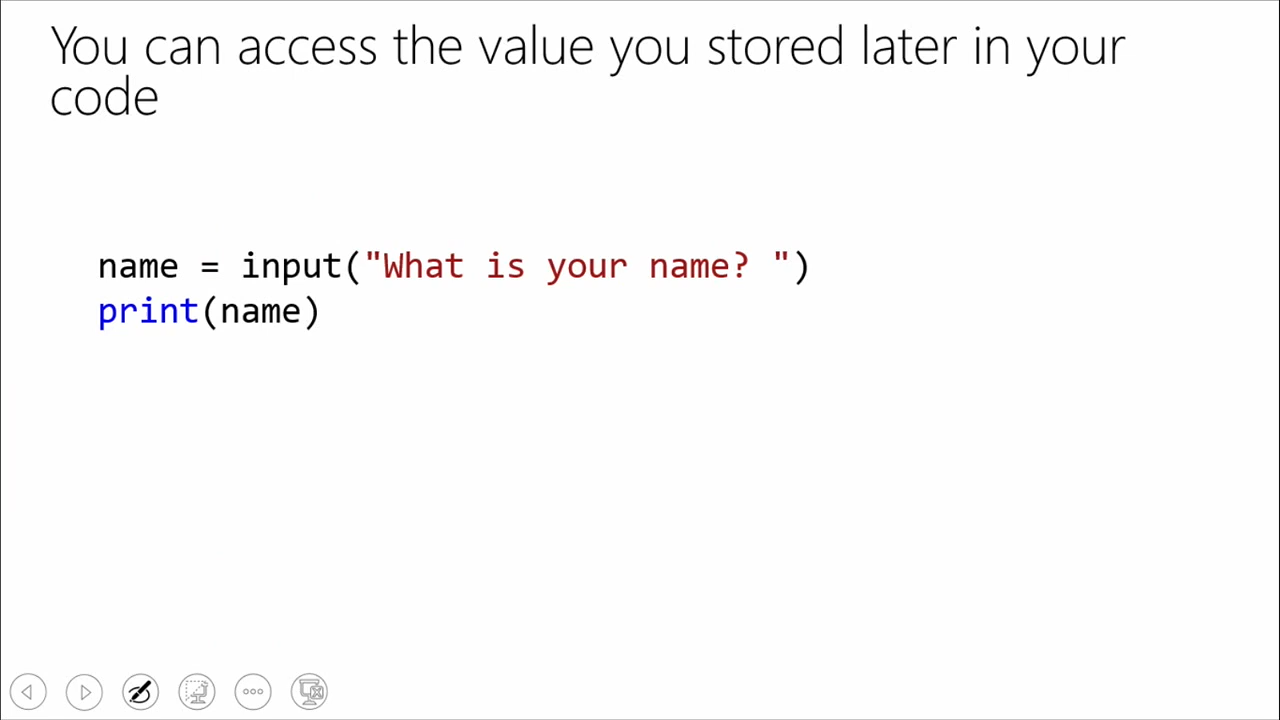 You can access the value you stored later in your
code
name = input("What is your name? ")
print(name)